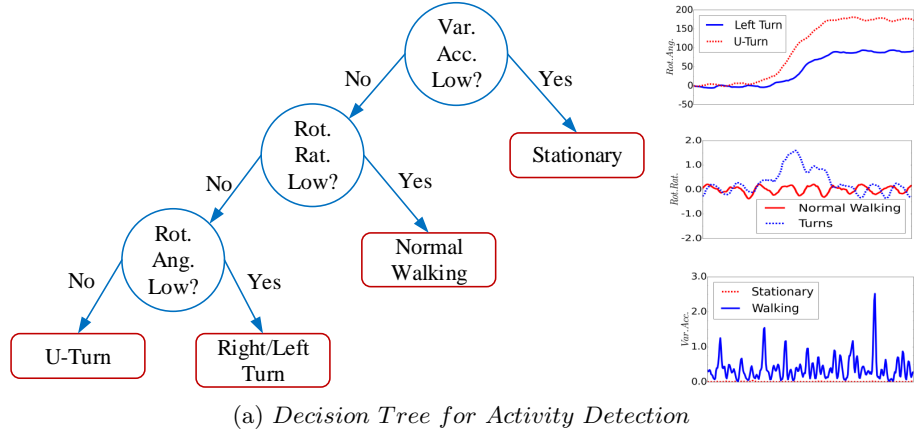 Var.
Acc.
Low?
No
Yes
Rot.
Rat.
Low?
Stationary
No
Yes
Rot.
Ang.
Low?
Normal
Walking
No
Yes
U-Turn
Right/Left
Turn
200
150
100
50
0
-50
Rot.Ang.
Left Turn
U-Turn
2.0
1.0
0.0
-1.0
-2.0
Rot.Rat.
Normal Walking
Turns
3.0
2.0
1.0
0.0
Var.Acc.
Stationary
Walking
(a) Decision Tree for Activity Detection